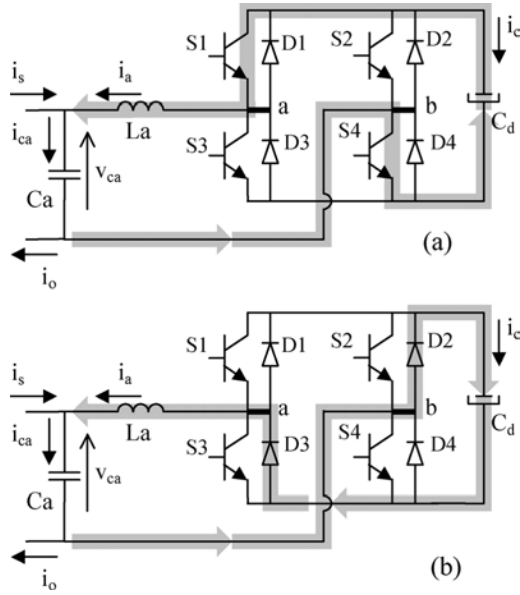 S1
D1
S2
D2
i_c
i_s
i_a
a
b
La
C_d
i_ca
v_ca
S3
D3
S4
D4
Ca
i_o
(a)
S1
D1
S2
D2
i_c
i_s
i_a
a
b
La
C_d
i_ca
v_ca
S3
D3
S4
D4
Ca
i_o
(b)